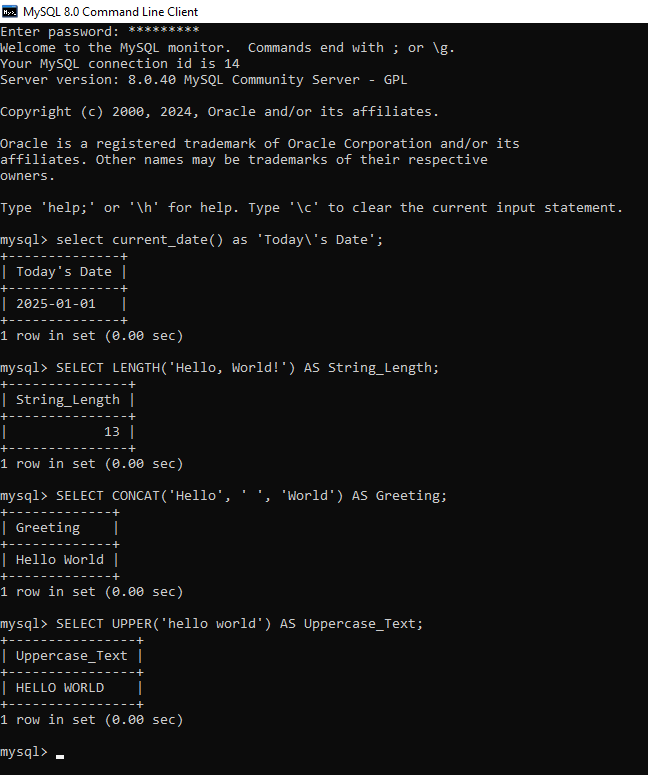 MySQL 8.0 Command Line Client
Enter password: *********
Welcome to the MySQL monitor.  Commands end with ; or \g.
Your MySQL connection id is 14
Server version: 8.0.40 MySQL Community Server - GPL
Copyright (c) 2000, 2024, Oracle and/or its affiliates.
Oracle is a registered trademark of Oracle Corporation and/or its
affiliates. Other names may be trademarks of their respective
owners.
Type 'help;' or '\h' for help. Type '\c' to clear the current input statement.
mysql> select current_date() as 'Today\'s Date';
+--------------+
| Today's Date |
+--------------+
| 2025-01-01   |
+--------------+
1 row in set (0.00 sec)
mysql> SELECT LENGTH('Hello, World!') AS String_Length;
+---------------+
| String_Length |
+---------------+
|            13 |
+---------------+
1 row in set (0.00 sec)
mysql> SELECT CONCAT('Hello', ' ', 'World') AS Greeting;
+-------------+
| Greeting    |
+-------------+
| Hello World |
+-------------+
1 row in set (0.00 sec)
mysql> SELECT UPPER('hello world') AS Uppercase_Text;
+----------------+
| Uppercase_Text |
+----------------+
| HELLO WORLD    |
+----------------+
1 row in set (0.00 sec)
mysql> _